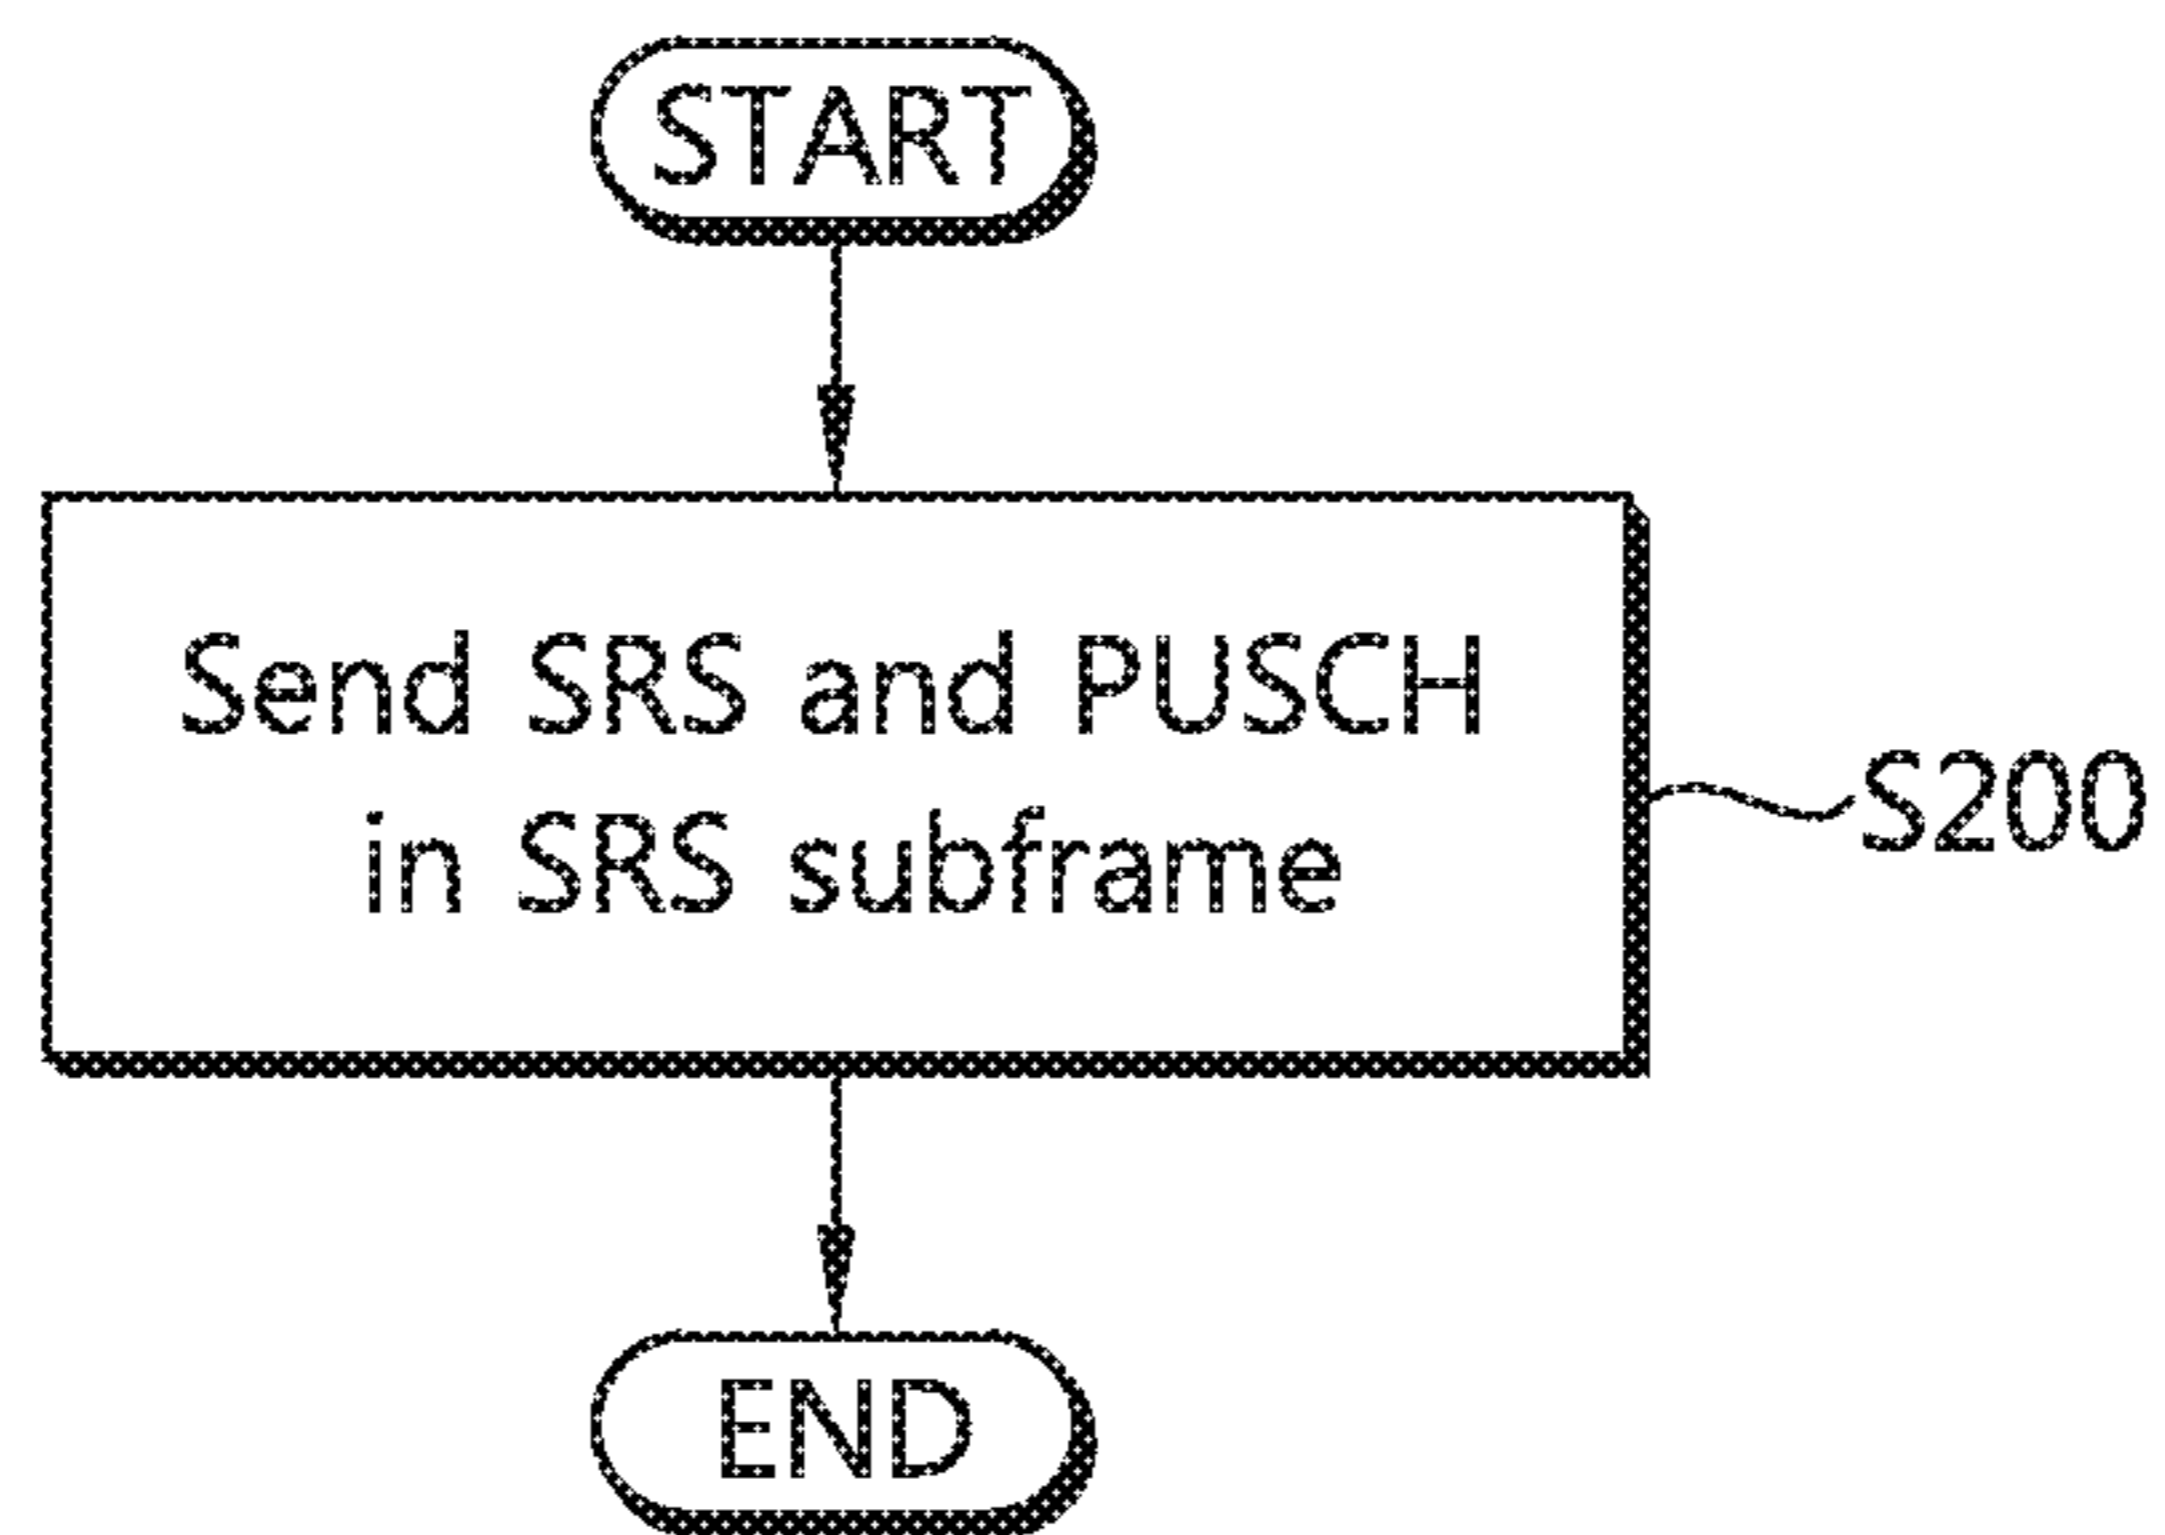 START
Send SRS and PUSCH
in SRS subframe
S200
END